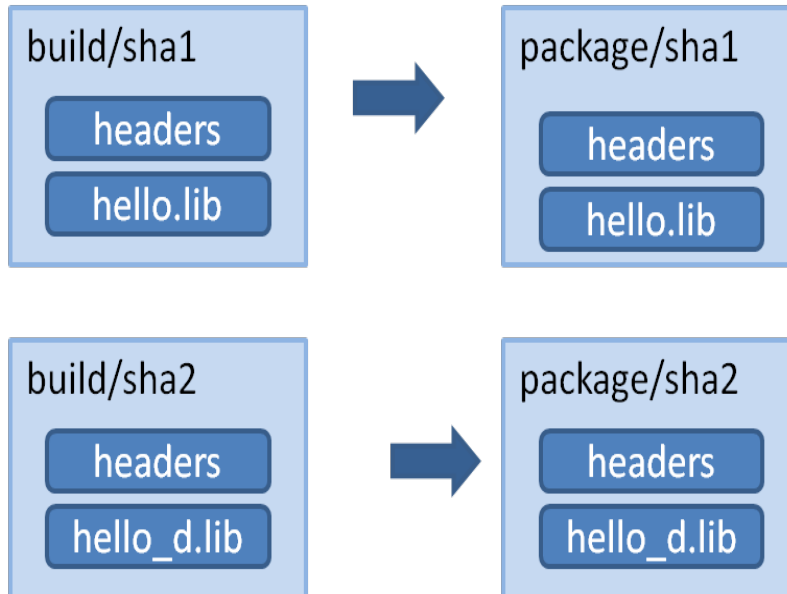 build/sha1
headers
hello.lib
package/sha1
headers
hello.lib
build/sha2
headers
hello_d.lib
package/sha2
headers
hello_d.lib